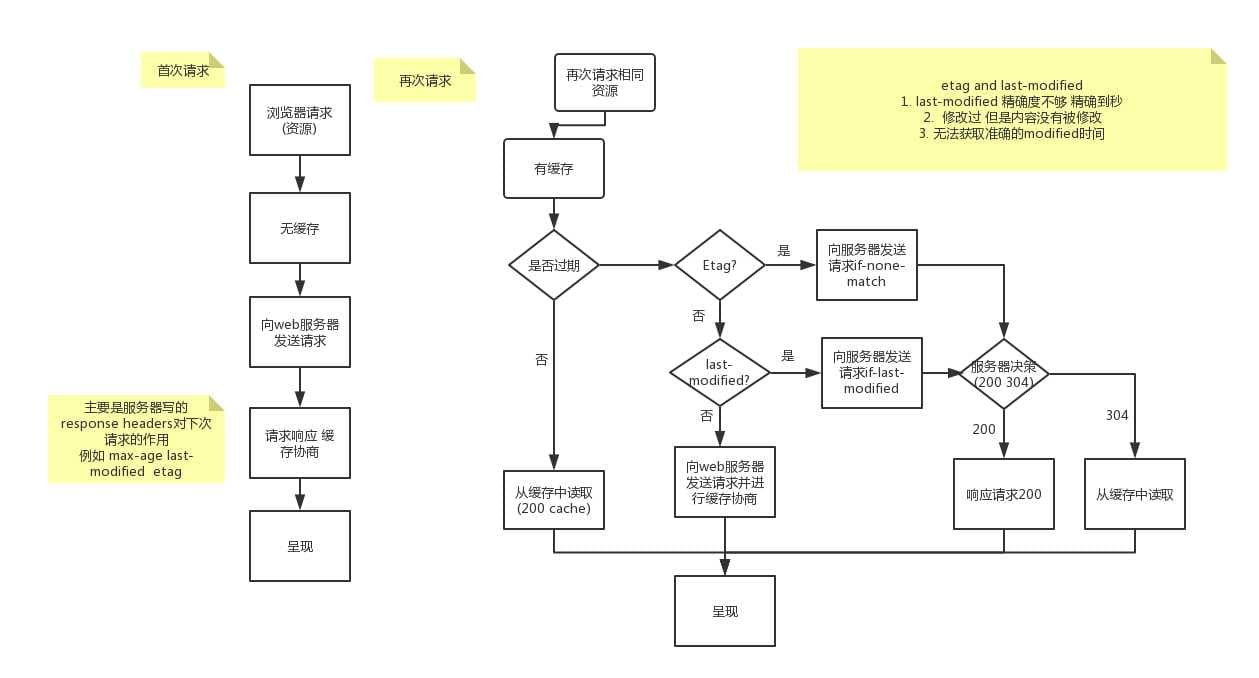 首次请求
浏览器请求
(资源)
无缓存
向web服务器
发送请求
主要是服务器写的
response headers对下次
请求的作用
例如 max-age last-
modified  etag
请求响应 缓
存协商
呈现
再次请求
再次请求相同
资源
有缓存
是否过期
否
从缓存中读取
(200 cache)
Etag?
是
向服务器发送
请求if-none-
match
否
last-
modified?
是
向服务器发送
请求if-last-
modified
否
向web服务器
发送请求并进
行缓存协商
服务器决策
(200 304)
200
304
响应请求200
从缓存中读取
呈现
etag and last-modified
1. last-modified 精确度不够 精确到秒
2.  修改过 但是内容没有被修改
3. 无法获取准确的modified时间